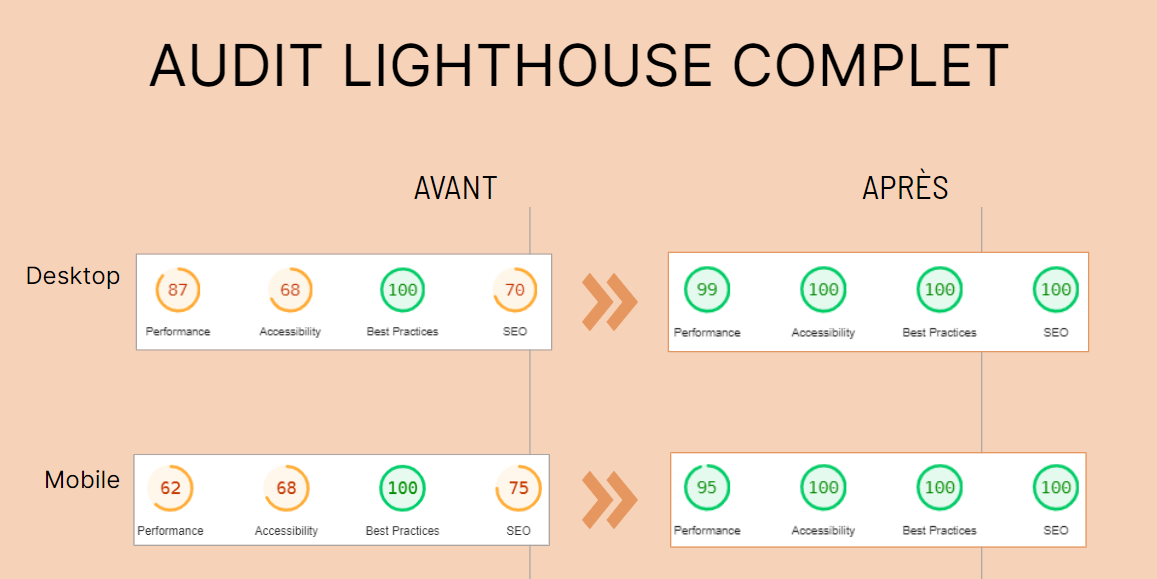 AUDIT LIGHTHOUSE COMPLET
AVANT APRÈS
Desktop
87 68 100 70
Performance Accessibility Best Practices SEO
99 100 100 100
Performance Accessibility Best Practices SEO
Mobile
62 68 100 75
Performance Accessibility Best Practices SEO
95 100 100 100
Performance Accessibility Best Practices SEO